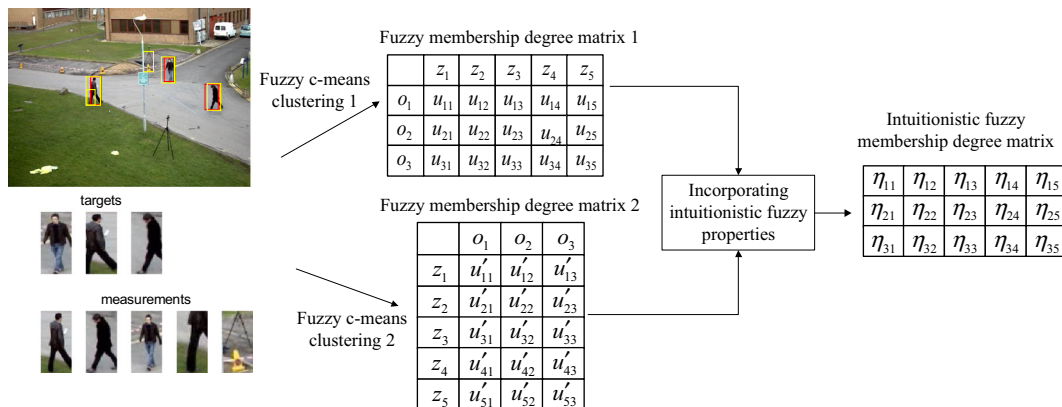 Fuzzy c-means
clustering 1
Fuzzy membership degree matrix 1
z₁ z₂ z₃ z₄ z₅
o₁ u₁₁ u₁₂ u₁₃ u₁₄ u₁₅
o₂ u₂₁ u₂₂ u₂₃ u₂₄ u₂₅
o₃ u₃₁ u₃₂ u₃₃ u₃₄ u₃₅
targets
measurements
Fuzzy c-means
clustering 2
Fuzzy membership degree matrix 2
o₁ o₂ o₃
z₁ u′₁₁ u′₁₂ u′₁₃
z₂ u′₂₁ u′₂₂ u′₂₃
z₃ u′₃₁ u′₃₂ u′₃₃
z₄ u′₄₁ u′₄₂ u′₄₃
z₅ u′₅₁ u′₅₂ u′₅₃
Incorporating
intuitionistic fuzzy
properties
Intuitionistic fuzzy
membership degree
matrix
η₁₁ η₁₂ η₁₃ η₁₄ η₁₅
η₂₁ η₂₂ η₂₃ η₂₄ η₂₅
η₃₁ η₃₂ η₃₃ η₃₄ η₃₅